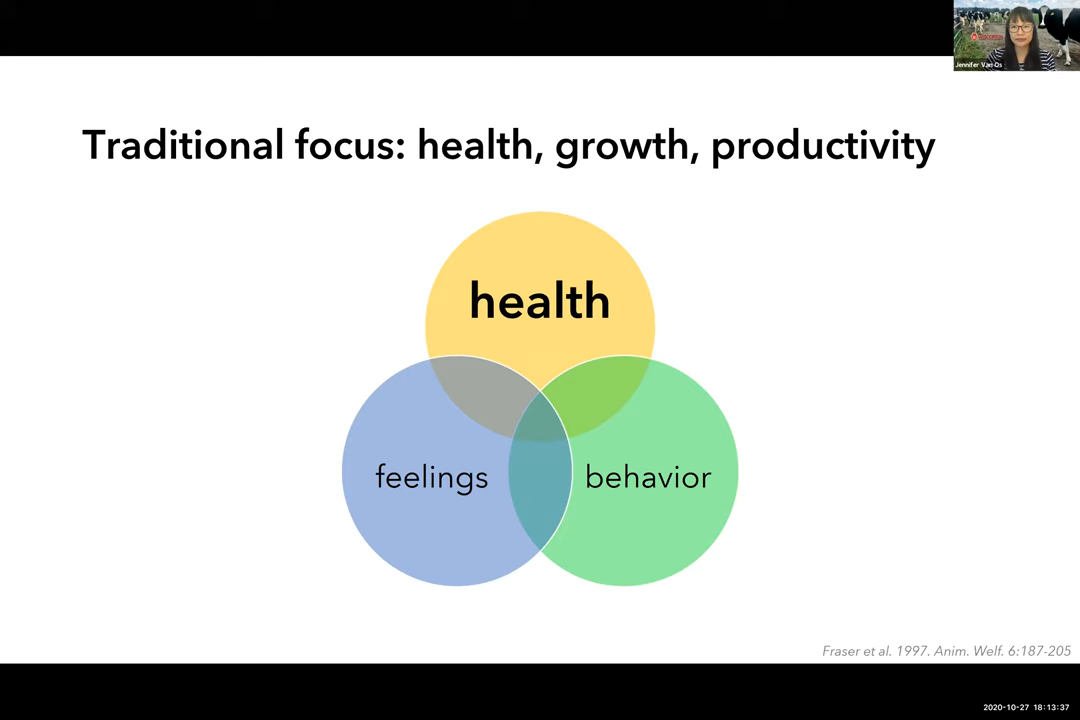 Jennifer Van Os
Traditional focus: health, growth, productivity
health
feelings
behavior
Fraser et al. 1997. Anim. Welf. 6:187-205
2020-10-27 18:13:37